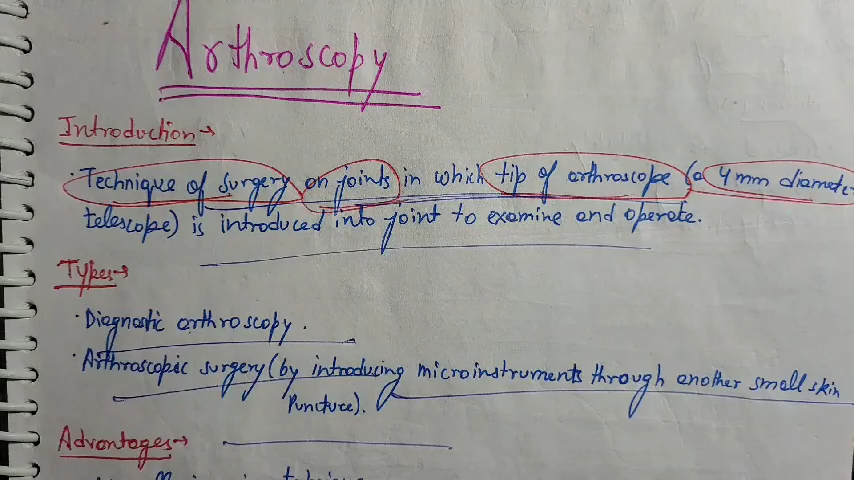 Arthroscopy
Introduction→
· Technique of surgery on joints in which tip of arthroscope (a 4mm diameter
telescope) is introduced into joint to examine and operate.
Types→
· Diagnostic arthroscopy.
· Arthroscopic surgery (by introducing microinstruments through another small skin
Puncture).
Advantages→